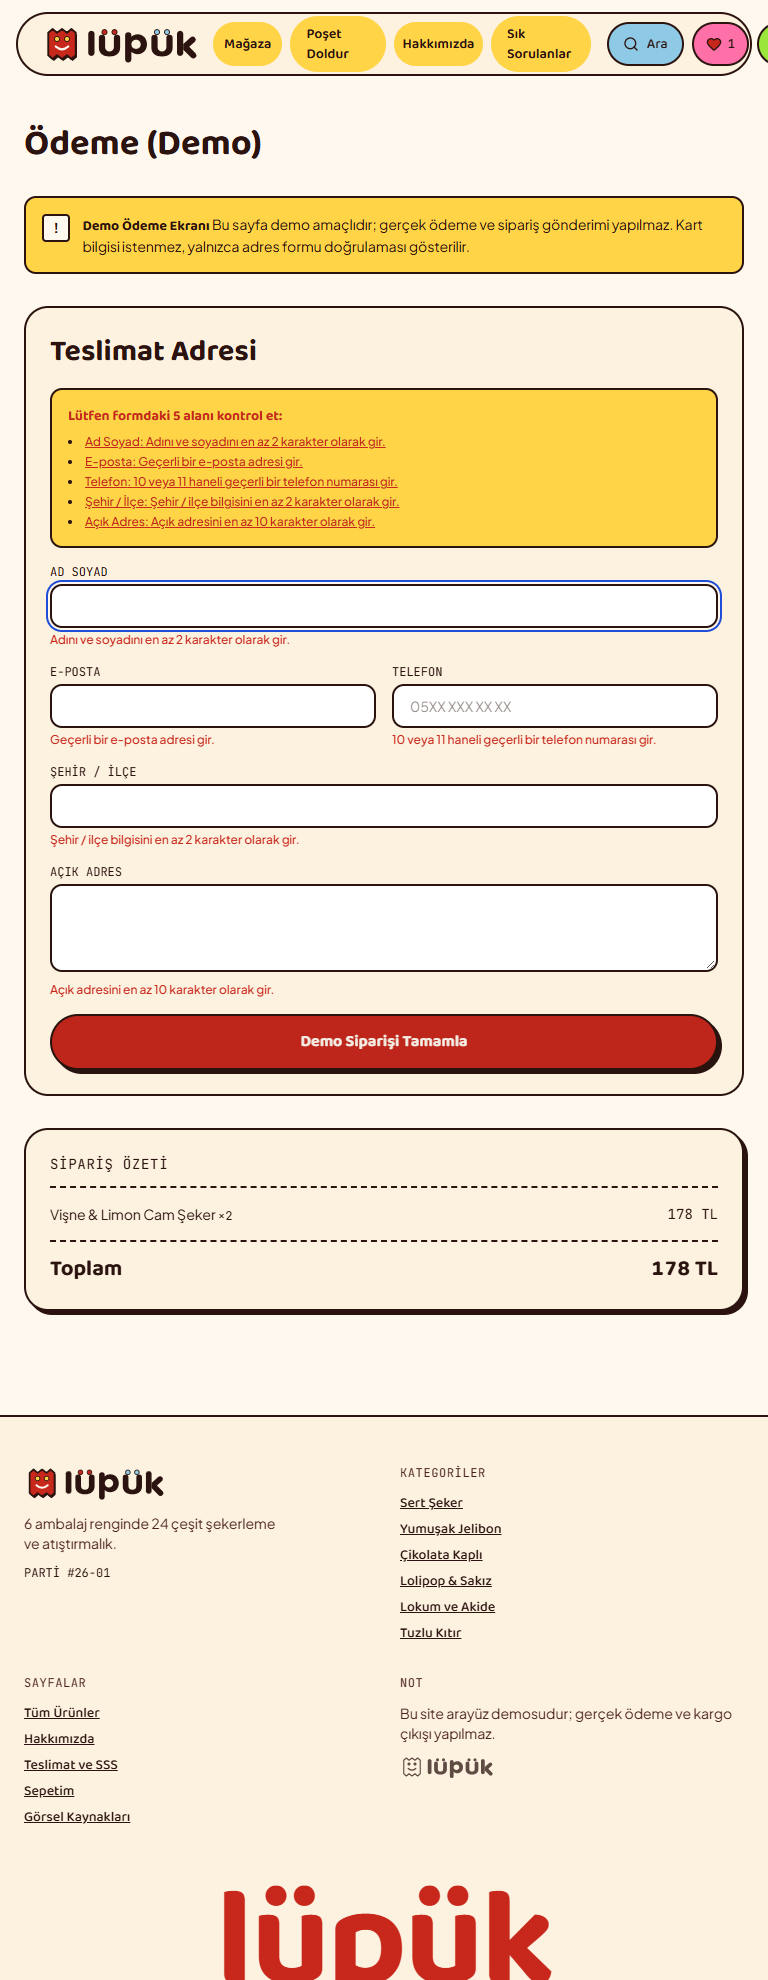 lüpük
Mağaza
Poşet
Doldur
Hakkımızda
Sık
Sorulanlar
Ara
1
Ödeme (Demo)
! Demo Ödeme Ekranı Bu sayfa demo amaçlıdır; gerçek ödeme ve sipariş gönderimi yapılmaz. Kart
bilgisi istenmez, yalnızca adres formu doğrulaması gösterilir.
Teslimat Adresi
Lütfen formdaki 5 alanı kontrol et:
Ad Soyad: Adını ve soyadını en az 2 karakter olarak gir.
E-posta: Geçerli bir e-posta adresi gir.
Telefon: 10 veya 11 haneli geçerli bir telefon numarası gir.
Şehir / İlçe: Şehir / ilçe bilgisini en az 2 karakter olarak gir.
Açık Adres: Açık adresini en az 10 karakter olarak gir.
AD SOYAD
Adını ve soyadını en az 2 karakter olarak gir.
E-POSTA
Geçerli bir e-posta adresi gir.
TELEFON
05XX XXX XX XX
10 veya 11 haneli geçerli bir telefon numarası gir.
ŞEHİR / İLÇE
Şehir / ilçe bilgisini en az 2 karakter olarak gir.
AÇIK ADRES
Açık adresini en az 10 karakter olarak gir.
Demo Siparişi Tamamla
SİPARİŞ ÖZETİ
Vişne & Limon Cam Şeker ×2 178 TL
Toplam 178 TL
lüpük
6 ambalaj renginde 24 çeşit şekerleme
ve atıştırmalık.
PARTİ #26-01
KATEGORİLER
Sert Şeker
Yumuşak Jelibon
Çikolata Kaplı
Lolipop & Sakız
Lokum ve Akide
Tuzlu Kıtır
SAYFALAR
Tüm Ürünler
Hakkımızda
Teslimat ve SSS
Sepetim
Görsel Kaynakları
NOT
Bu site arayüz demosudur; gerçek ödeme ve kargo
çıkışı yapılmaz.
lüpük
lüpük